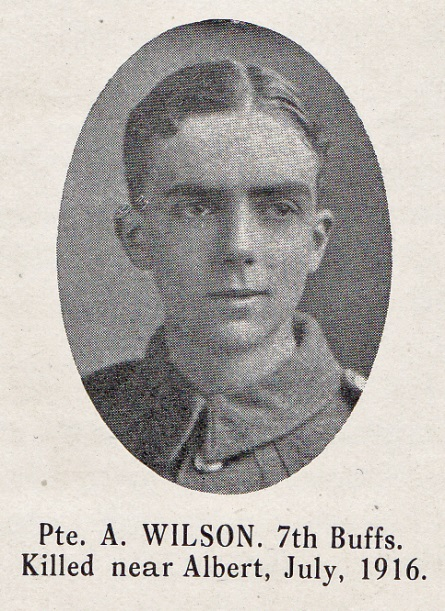 Pte. A. WILSON. 7th Buffs.
Killed near Albert, July, 1916.